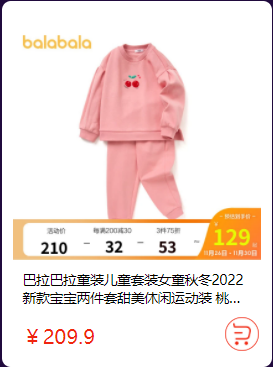 balabala
预估到手价
活动价 每满200减30 3件75折
¥129
210 - 32 - 53
11月26日 - 11月30日
巴拉巴拉童装儿童套装女童秋冬2022
新款宝宝两件套甜美休闲运动装 桃...
¥209.9